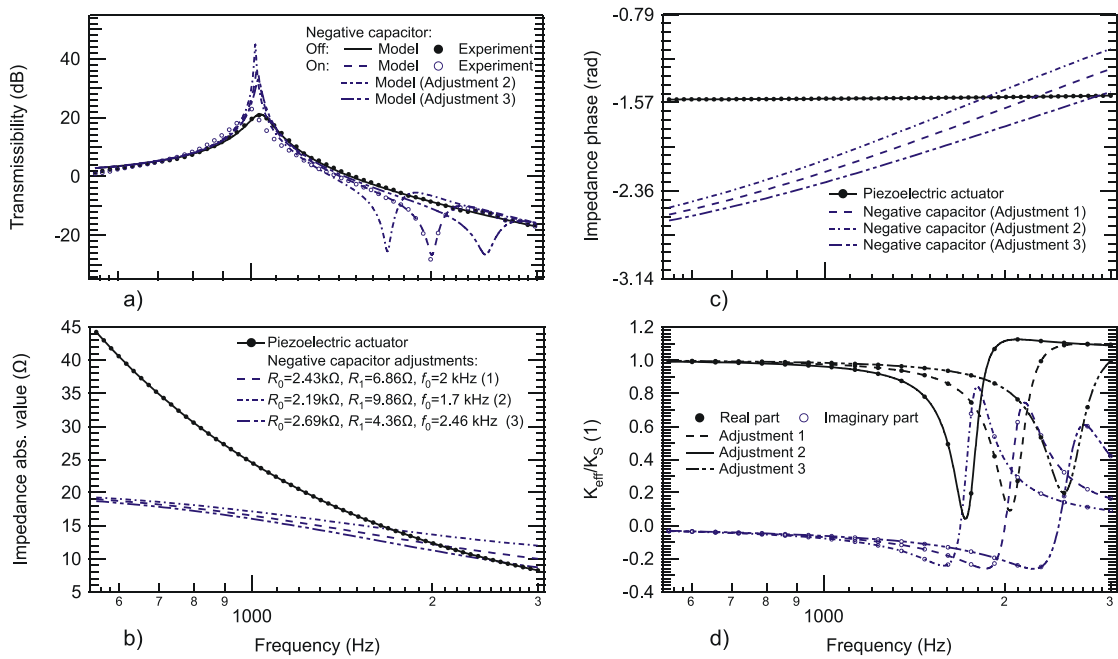 Transmissibility (dB)
40
20
0
-20
Negative capacitor:
Off: Model Experiment
On: Model Experiment
Model (Adjustment 2)
Model (Adjustment 3)
a)
Impedance phase (rad)
-0.79
-1.57
-2.36
-3.14
Piezoelectric actuator
Negative capacitor (Adjustment 1)
Negative capacitor (Adjustment 2)
Negative capacitor (Adjustment 3)
c)
Impedance abs. value (Ω)
45
40
35
30
25
20
15
10
5
Piezoelectric actuator
Negative capacitor adjustments:
R0=2.43kΩ, R1=6.86Ω, f0=2 kHz (1)
R0=2.19kΩ, R1=9.86Ω, f0=1.7 kHz (2)
R0=2.69kΩ, R1=4.36Ω, f0=2.46 kHz (3)
6 7 8 9 1000 2 3
b) Frequency (Hz)
Keff/KS (1)
1.2
1.0
0.8
0.6
0.4
0.2
0.0
-0.2
-0.4
Real part Imaginary part
Adjustment 1
Adjustment 2
Adjustment 3
6 7 8 9 1000 2 3
Frequency (Hz) d)